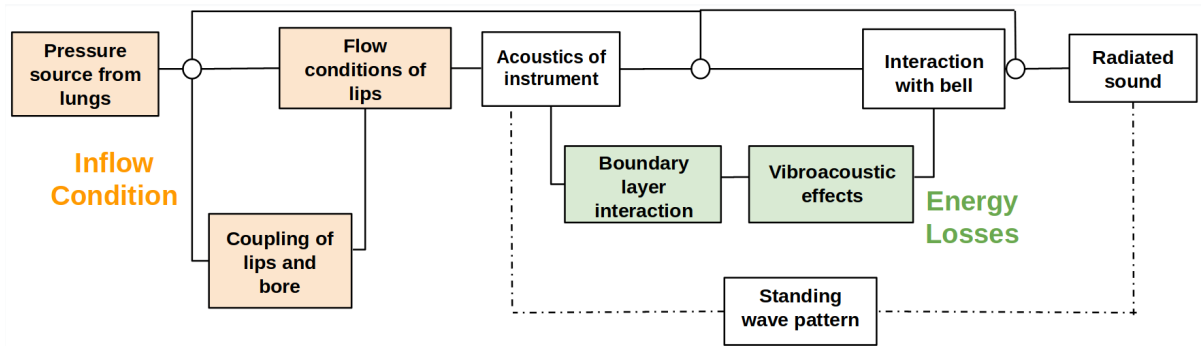 Pressure
source from
lungs
Flow
conditions of
lips
Acoustics of
instrument
Interaction
with bell
Radiated
sound
Inflow
Condition
Boundary
layer
interaction
Vibroacoustic
effects
Energy
Losses
Coupling of
lips and
bore
Standing
wave pattern